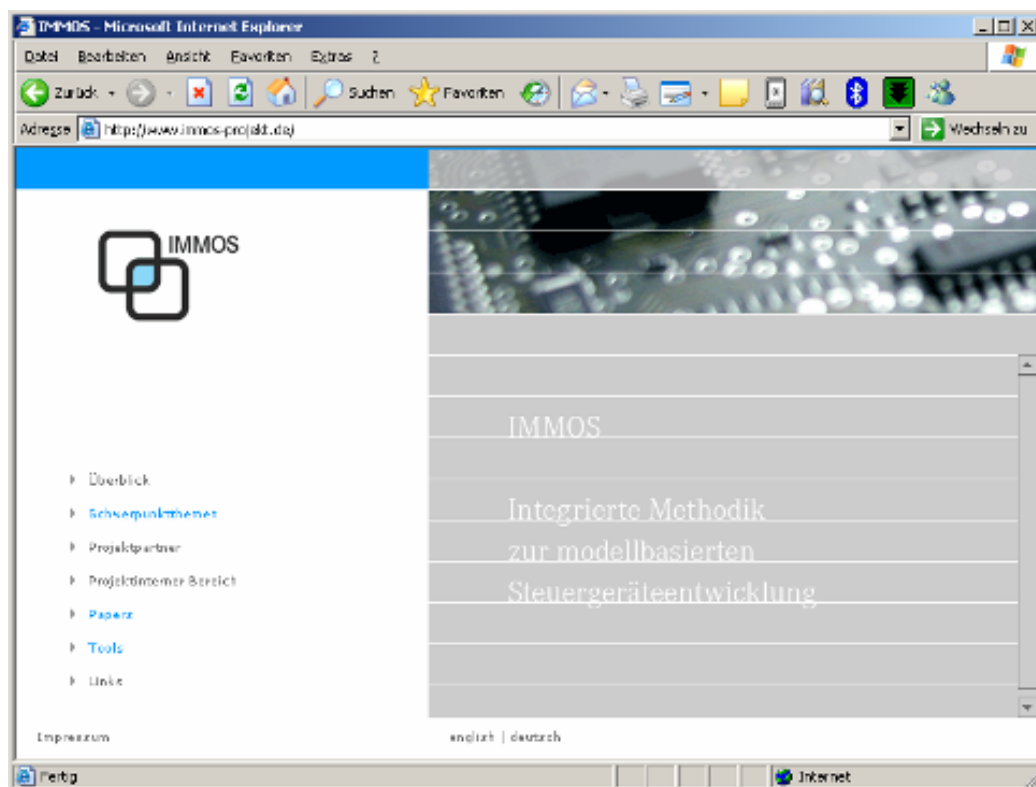 IMMOS - Microsoft Internet Explorer
Datei Bearbeiten Ansicht Favoriten Extras ?
Zurück Suchen Favoriten
Adresse http://www.immos-projekt.de/ Wechseln zu
IMMOS
IMMOS
Integrierte Methodik
zur modellbasierten
Steuergeräteentwicklung
Überblick
Schwerpunktthemen
Projektpartner
Projektinterner Bereich
Papers
Tools
Links
Impressum
english | deutsch
Fertig
Internet